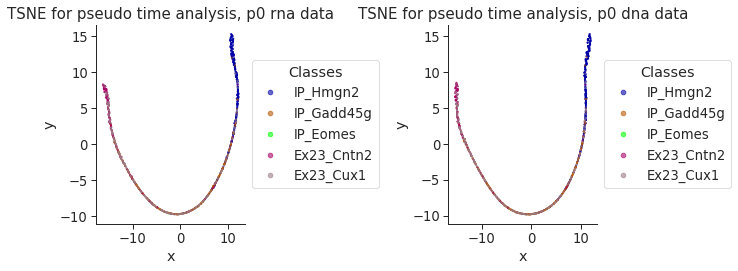 TSNE for pseudo time analysis, p0 rna data
15
10
5
0
−5
−10
y
−10
0
10
x
Classes
IP_Hmgn2
IP_Gadd45g
IP_Eomes
Ex23_Cntn2
Ex23_Cux1
TSNE for pseudo time analysis, p0 dna data
15
10
5
0
−5
−10
y
−10
0
10
x
Classes
IP_Hmgn2
IP_Gadd45g
IP_Eomes
Ex23_Cntn2
Ex23_Cux1